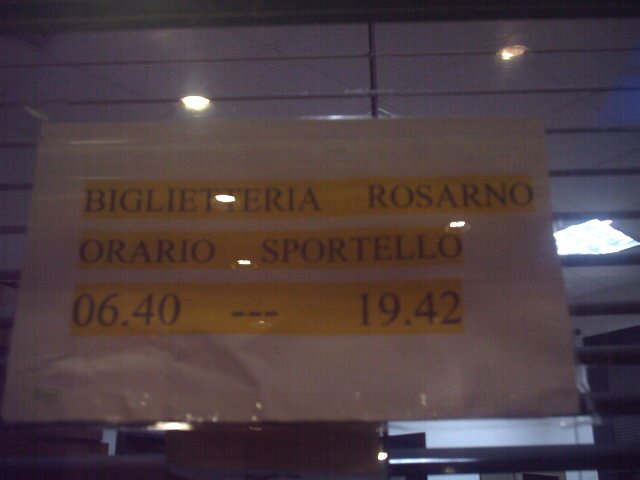 BIGLIETTERIA ROSARNO
ORARIO SPORTELLO
06.40 --- 19.42